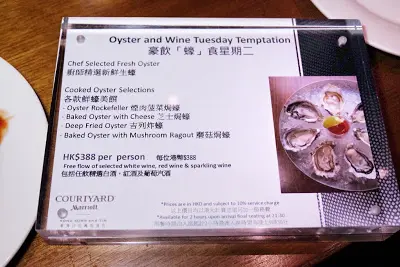 Oyster and Wine Tuesday Temptation
豪飲「蠔」食星期二
Chef Selected Fresh Oyster
廚師精選新鮮生蠔
Cooked Oyster Selections
各款鮮蠔美饌
- Oyster Rockefeller 煙肉菠菜焗蠔
- Baked Oyster with Cheese 芝士焗蠔
- Deep Fried Oyster 吉列炸蠔
- Baked Oyster with Mushroom Ragout 蘑菇焗蠔
HK$388 per person 每位港幣$388
Free flow of selected white wine, red wine & sparkling wine
包括任飲精選白酒, 紅酒及葡萄汽酒
COURTYARD
Marriott
*Prices are in HKD and subject to 10% service charge
*Available for 2 hours upon arrival, final seating at 21:30